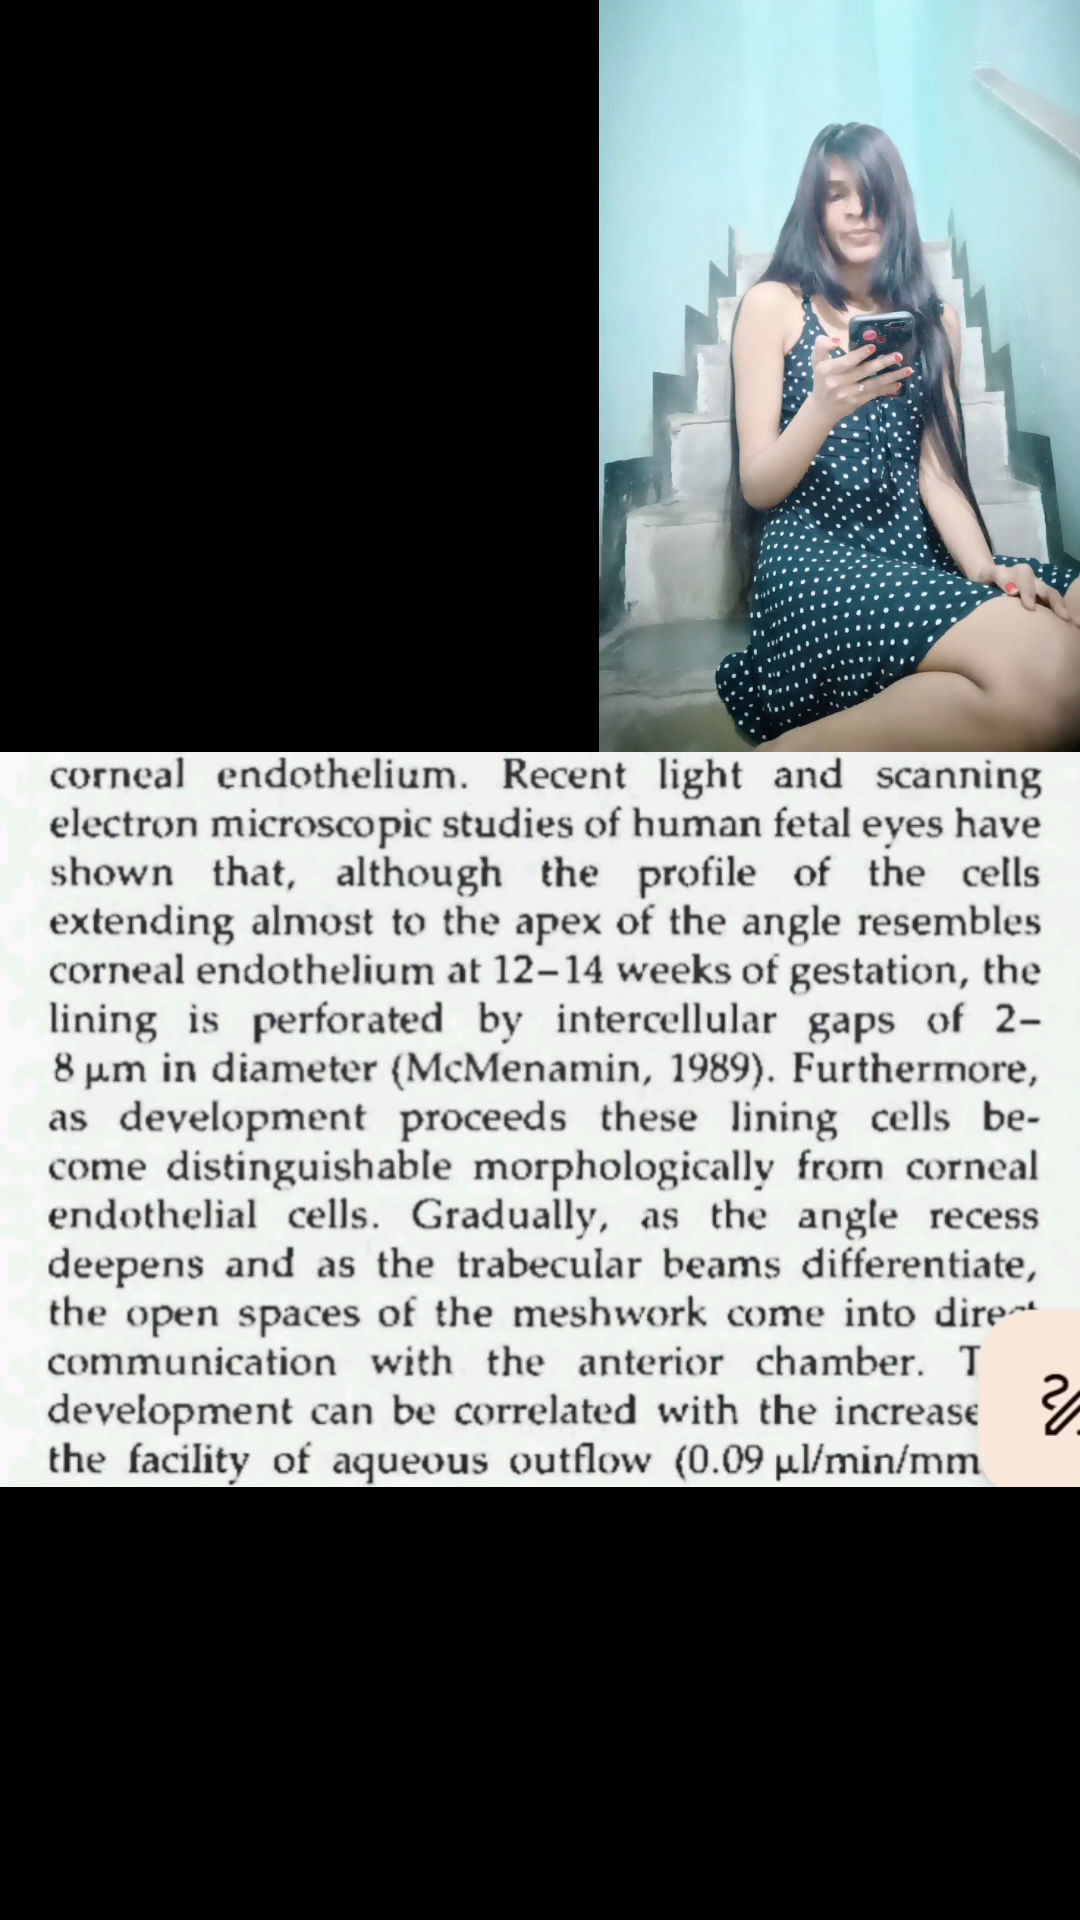 corneal endothelium. Recent light and scanning
electron microscopic studies of human fetal eyes have
shown that, although the profile of the cells
extending almost to the apex of the angle resembles
corneal endothelium at 12–14 weeks of gestation, the
lining is perforated by intercellular gaps of 2–
8 μm in diameter (McMenamin, 1989). Furthermore,
as development proceeds these lining cells be-
come distinguishable morphologically from corneal
endothelial cells. Gradually, as the angle recess
deepens and as the trabecular beams differentiate,
the open spaces of the meshwork come into direct
communication with the anterior chamber.
development can be correlated with the increase
the facility of aqueous outflow (0.09 μl/min/mm